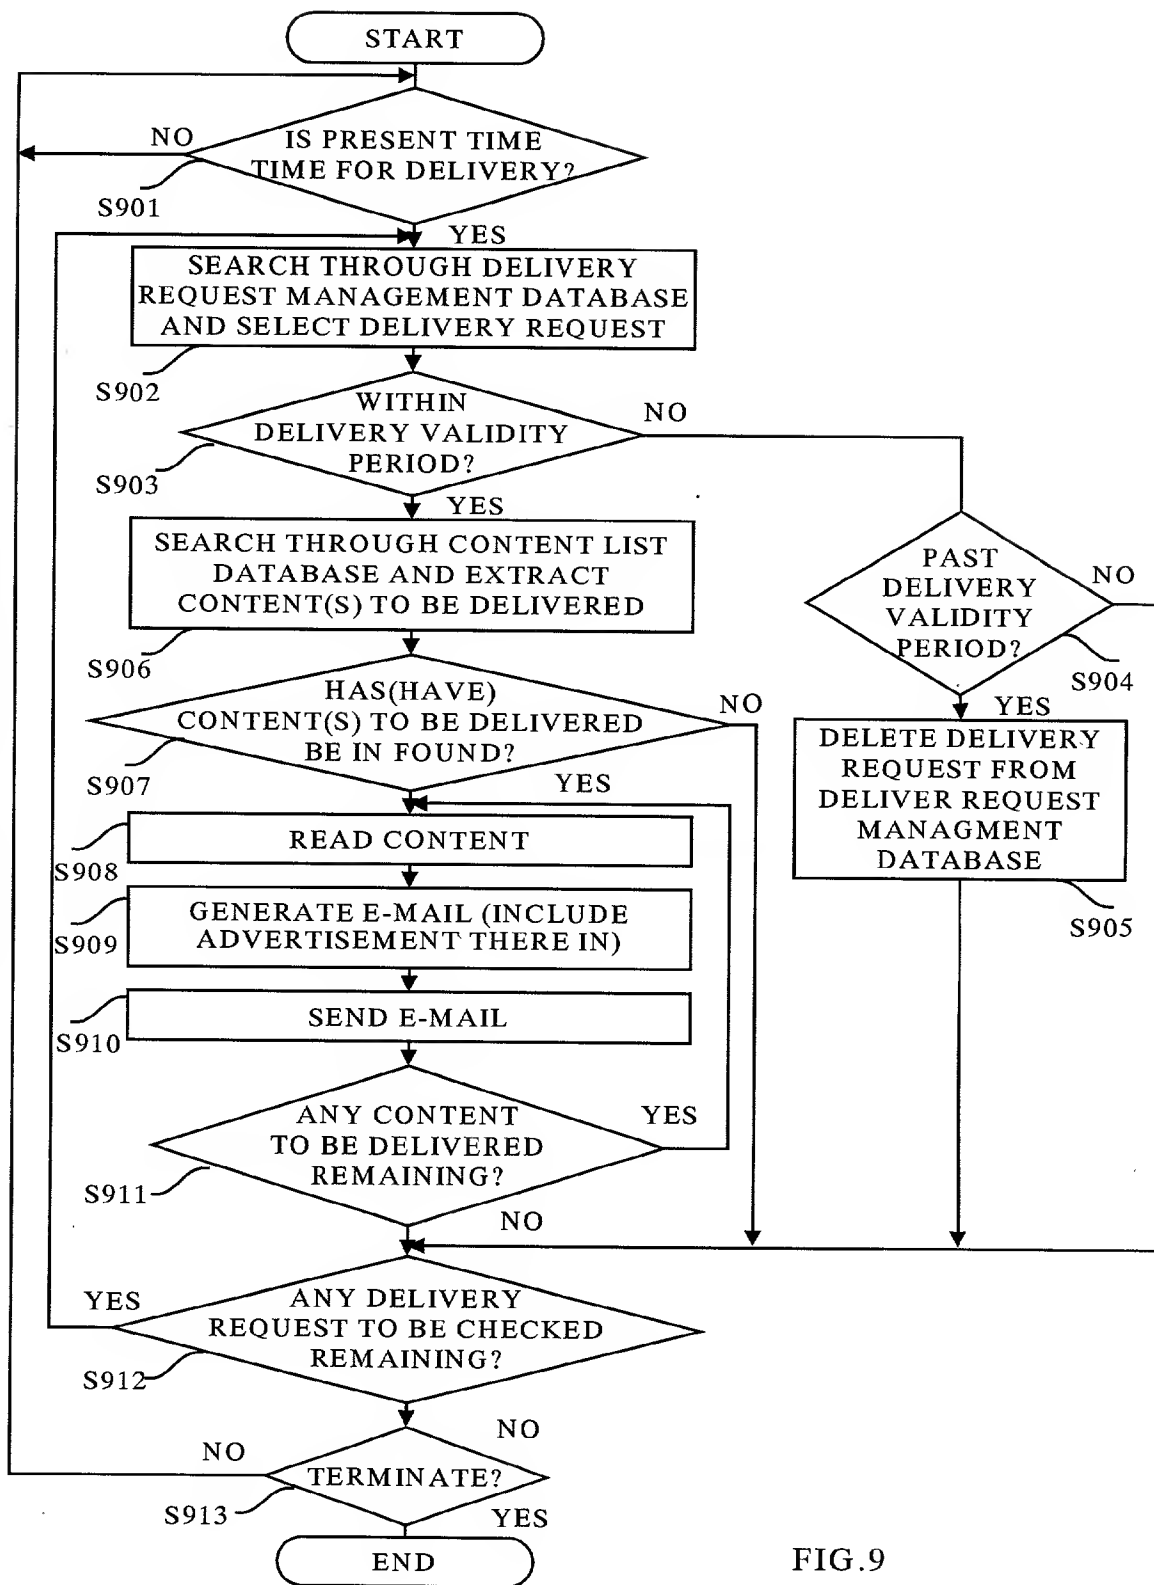 START
NO
IS PRESENT TIME
TIME FOR DELIVERY?
S901
YES
SEARCH THROUGH DELIVERY
REQUEST MANAGEMENT DATABASE
AND SELECT DELIVERY REQUEST
S902
WITHIN
DELIVERY VALIDITY
PERIOD?
NO
S903
YES
SEARCH THROUGH CONTENT LIST
DATABASE AND EXTRACT
CONTENT(S) TO BE DELIVERED
S906
PAST
DELIVERY
VALIDITY
PERIOD?
NO
S904
YES
DELETE DELIVERY
REQUEST FROM
DELIVER REQUEST
MANAGMENT
DATABASE
S905
HAS(HAVE)
CONTENT(S) TO BE DELIVERED
BE IN FOUND?
NO
S907
YES
READ CONTENT
S908
GENERATE E-MAIL (INCLUDE
ADVERTISEMENT THERE IN)
S909
SEND E-MAIL
S910
ANY CONTENT
TO BE DELIVERED
REMAINING?
YES
S911
NO
YES
ANY DELIVERY
REQUEST TO BE CHECKED
REMAINING?
S912
NO
NO
TERMINATE?
S913
YES
END
FIG.9